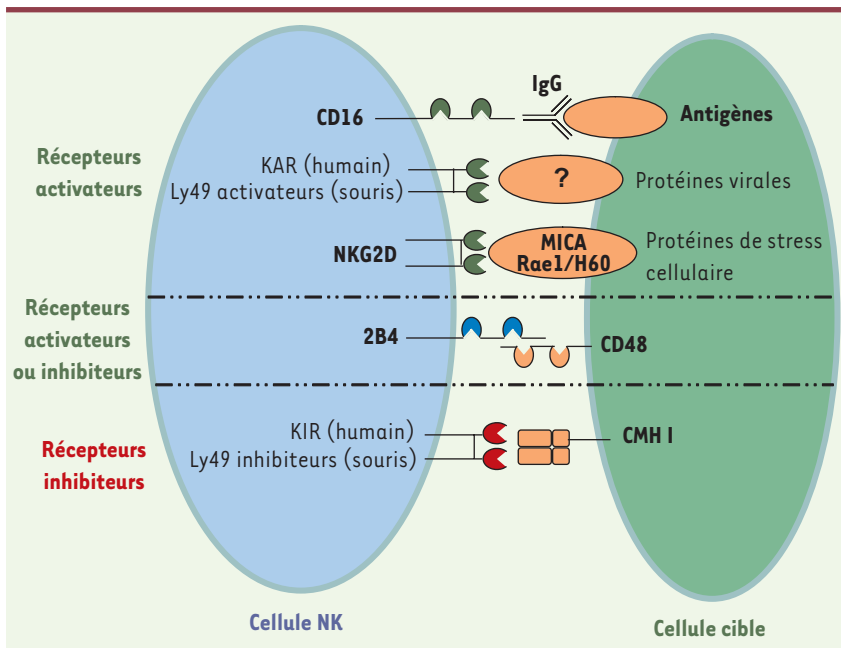 IgG
CD16
Antigènes
Récepteurs
activateurs
KAR (humain)
Ly49 activateurs (souris)
?
Protéines virales
NKG2D
MICA
Rae1/H60
Protéines de stress
cellulaire
Récepteurs
activateurs
ou inhibiteurs
2B4
CD48
Récepteurs
inhibiteurs
KIR (humain)
Ly49 inhibiteurs (souris)
CMH I
Cellule NK
Cellule cible